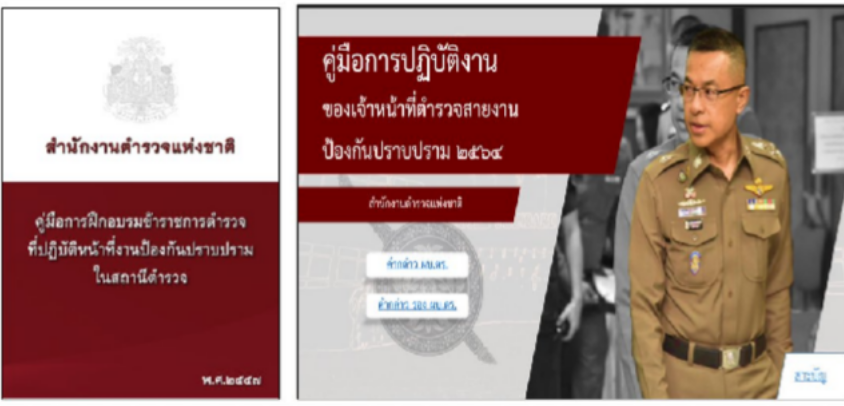 สำนักงานตำรวจแห่งชาติ
คู่มือการฝึกอบรมข้าราชการตำรวจ
ที่ปฏิบัติหน้าที่งานป้องกันปราบปราม
ในสถานีตำรวจ
พ.ศ.๒๕๕๗
คู่มือการปฏิบัติงาน
ของเจ้าหน้าที่ตำรวจสายงาน
ป้องกันปราบปราม ๒๕๖๔
สำนักงานตำรวจแห่งชาติ
คำกล่าว ผบ.ตร.
คำกล่าว รอง ผบ.ตร.
สารบัญ